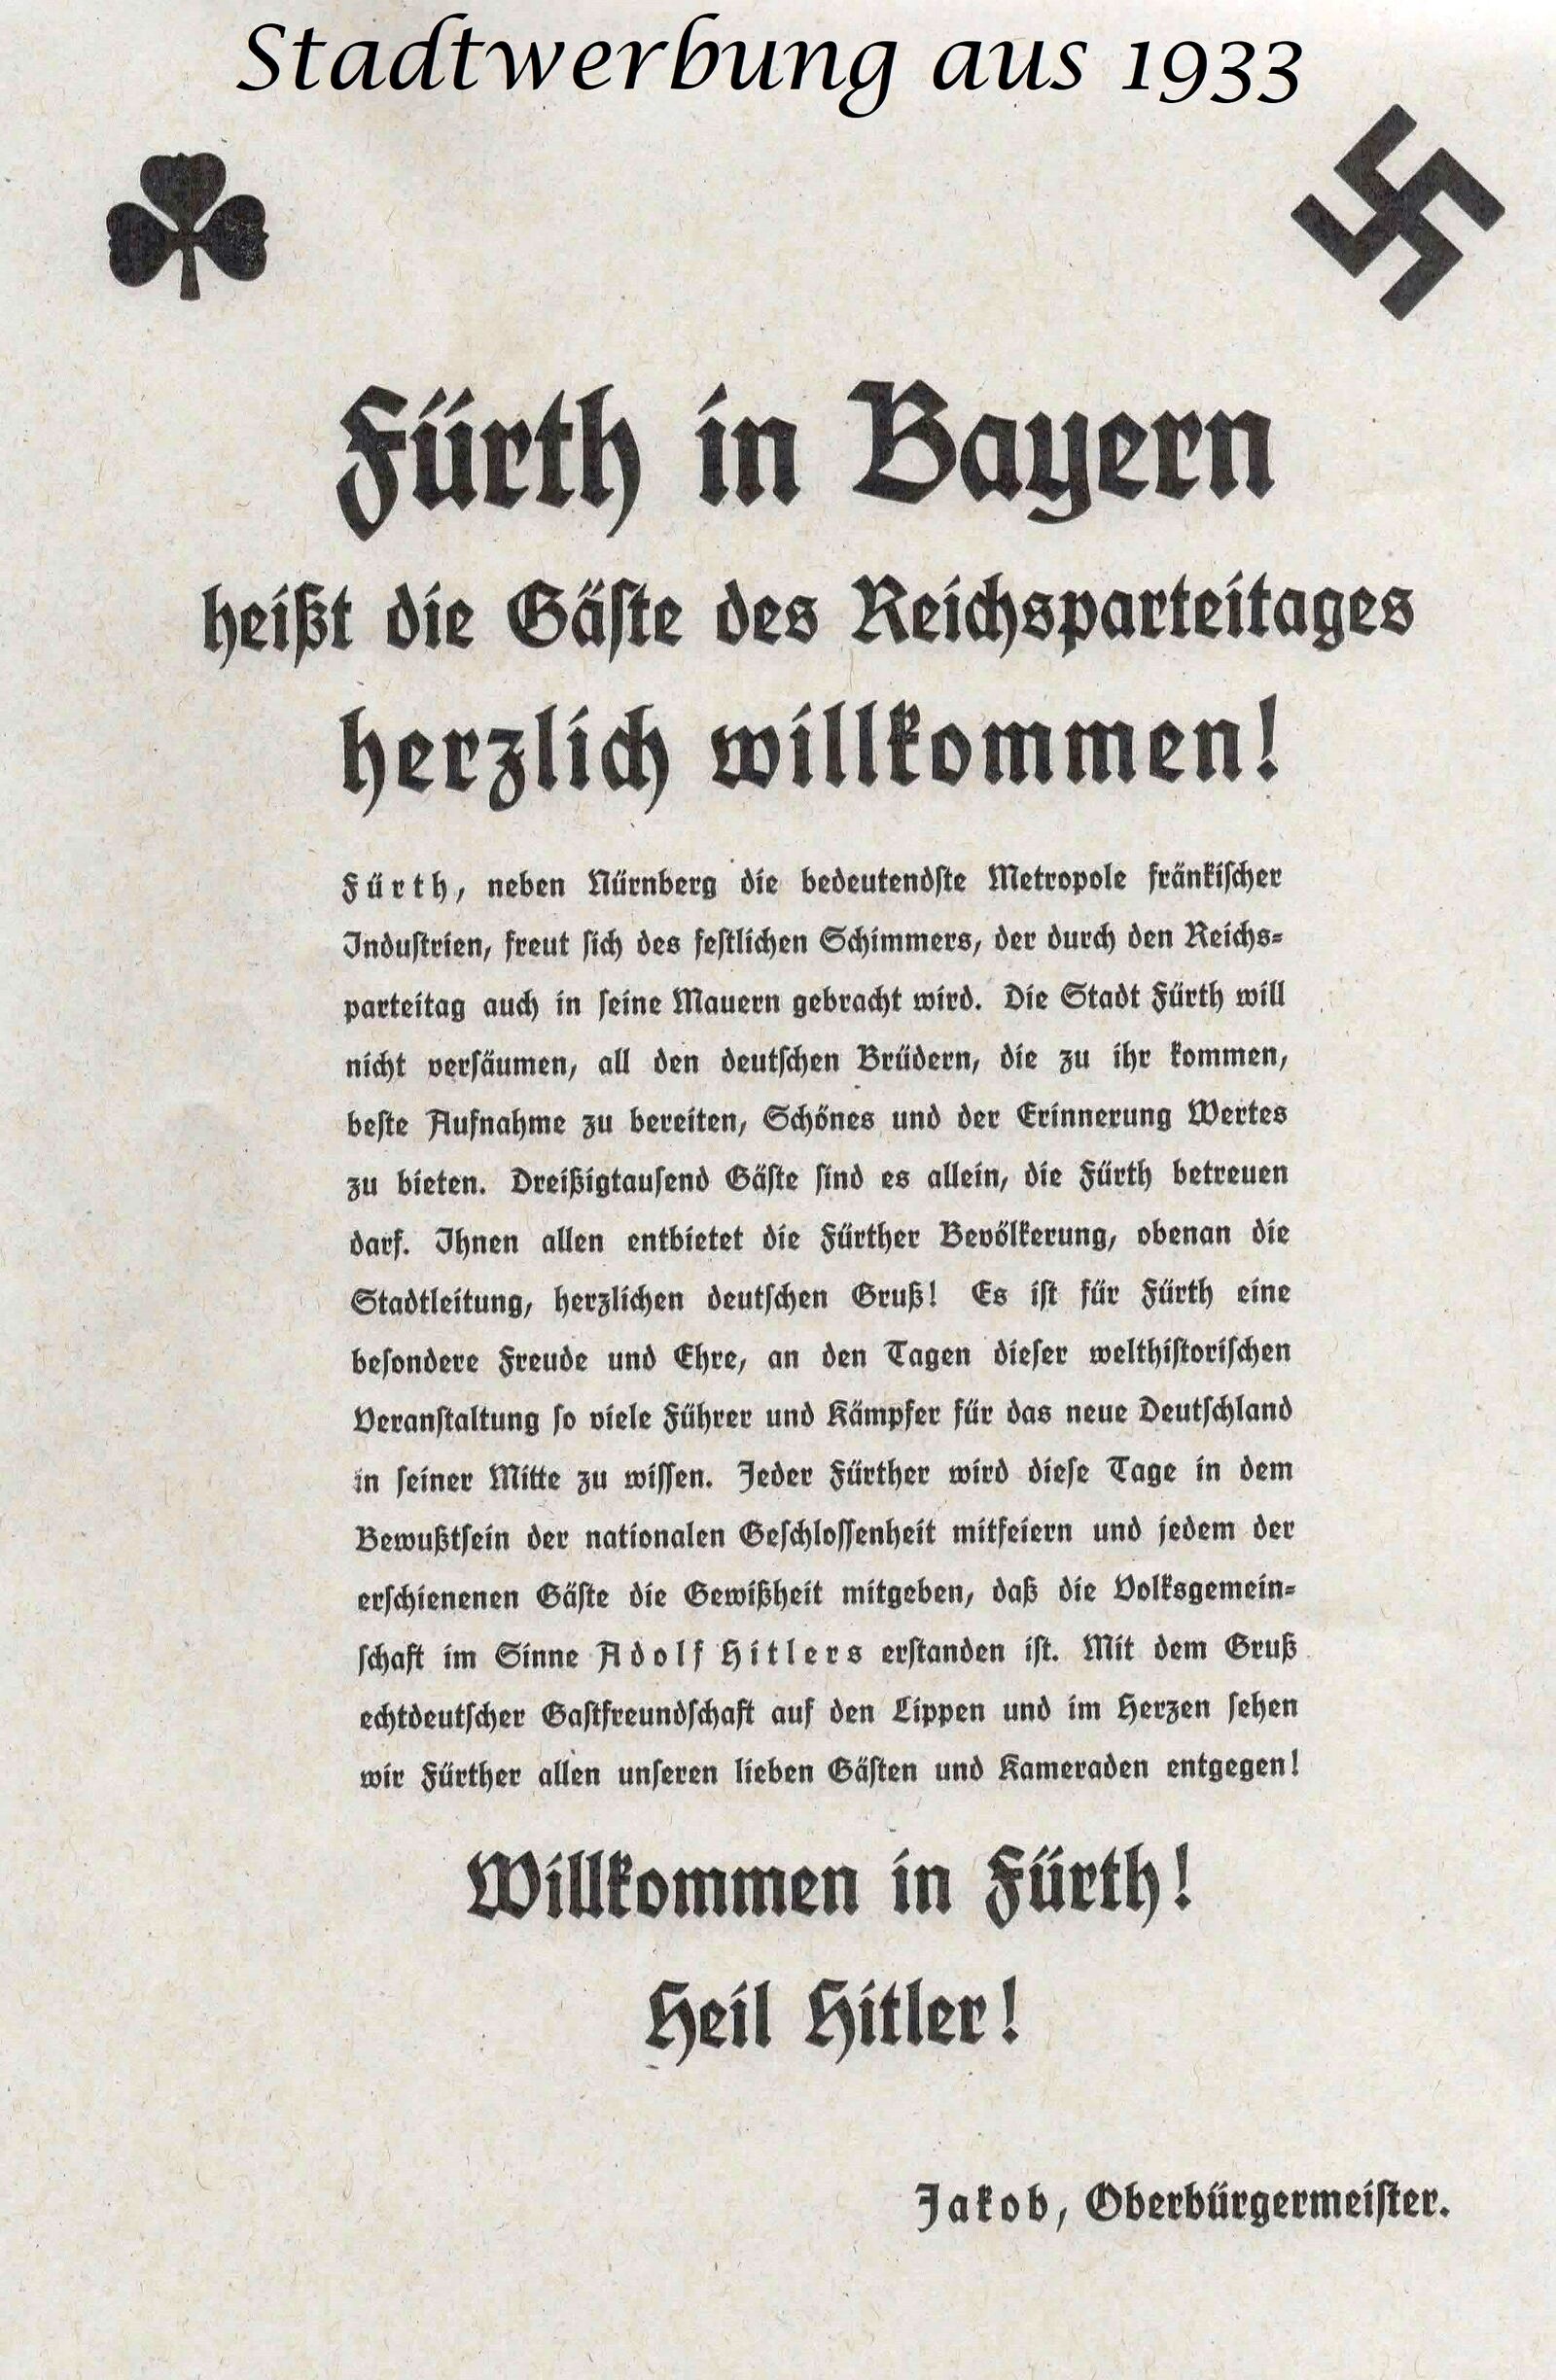 Stadtwerbung aus 1933
Fürth in Bayern
heißt die Gäſte des Reichsparteitages
herzlich willkommen!
Fürth, neben Nürnberg die bedeutendſte Metropole fränkiſcher
Induſtrien, freut ſich des feſtlichen Schimmers, der durch den Reichs-
parteitag auch in ſeine Mauern gebracht wird. Die Stadt Fürth will
nicht verſäumen, all den deutſchen Brüdern, die zu ihr kommen,
beſte Aufnahme zu bereiten, Schönes und der Erinnerung Wertes
zu bieten. Dreißigtauſend Gäſte ſind es allein, die Fürth betreuen
darf. Ihnen allen entbietet die Fürther Bevölkerung, obenan die
Stadtleitung, herzlichen deutſchen Gruß! Es iſt für Fürth eine
beſondere Freude und Ehre, an den Tagen dieſer welthiſtoriſchen
Veranſtaltung ſo viele Führer und Kämpfer für das neue Deutſchland
in ſeiner Mitte zu wiſſen. Jeder Fürther wird dieſe Tage in dem
Bewußtſein der nationalen Geſchloſſenheit mitfeiern und jedem der
erſchienenen Gäſte die Gewißheit mitgeben, daß die Volksgemein-
ſchaft im Sinne Adolf Hitlers erſtanden iſt. Mit dem Gruß
echtdeutſcher Gaſtfreundſchaft auf den Lippen und im Herzen ſehen
wir Fürther allen unſeren lieben Gäſten und Kameraden entgegen!
Willkommen in Fürth!
Heil Hitler!
Jakob, Oberbürgermeiſter.